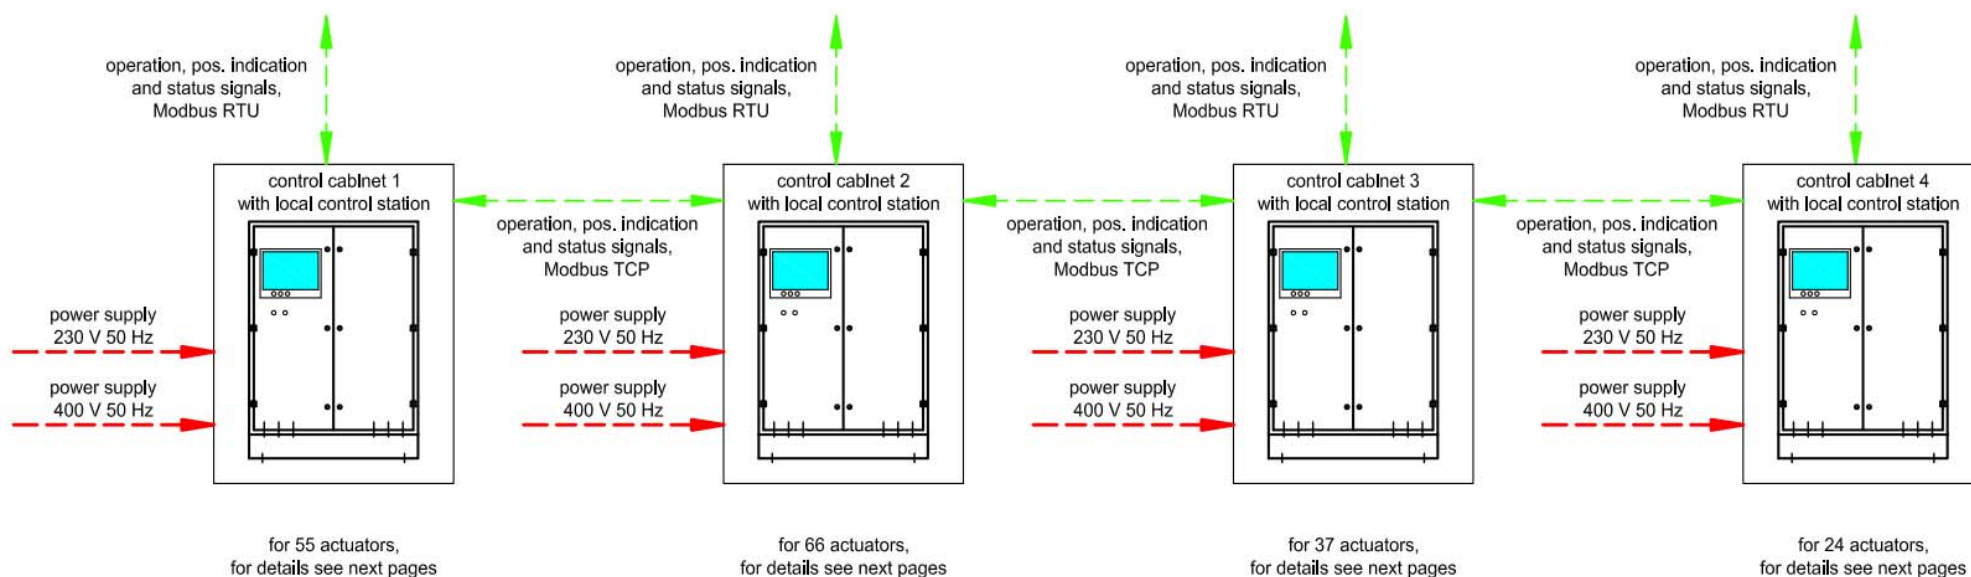 operation, pos. indication
and status signals,
Modbus RTU
operation, pos. indication
and status signals,
Modbus RTU
operation, pos. indication
and status signals,
Modbus RTU
operation, pos. indication
and status signals,
Modbus RTU
control cabinet 1
with local control station
control cabinet 2
with local control station
control cabinet 3
with local control station
control cabinet 4
with local control station
operation, pos. indication
and status signals,
Modbus TCP
operation, pos. indication
and status signals,
Modbus TCP
operation, pos. indication
and status signals,
Modbus TCP
power supply
230 V 50 Hz
power supply
230 V 50 Hz
power supply
230 V 50 Hz
power supply
230 V 50 Hz
power supply
400 V 50 Hz
power supply
400 V 50 Hz
power supply
400 V 50 Hz
power supply
400 V 50 Hz
for 55 actuators,
for details see next pages
for 66 actuators,
for details see next pages
for 37 actuators,
for details see next pages
for 24 actuators,
for details see next pages